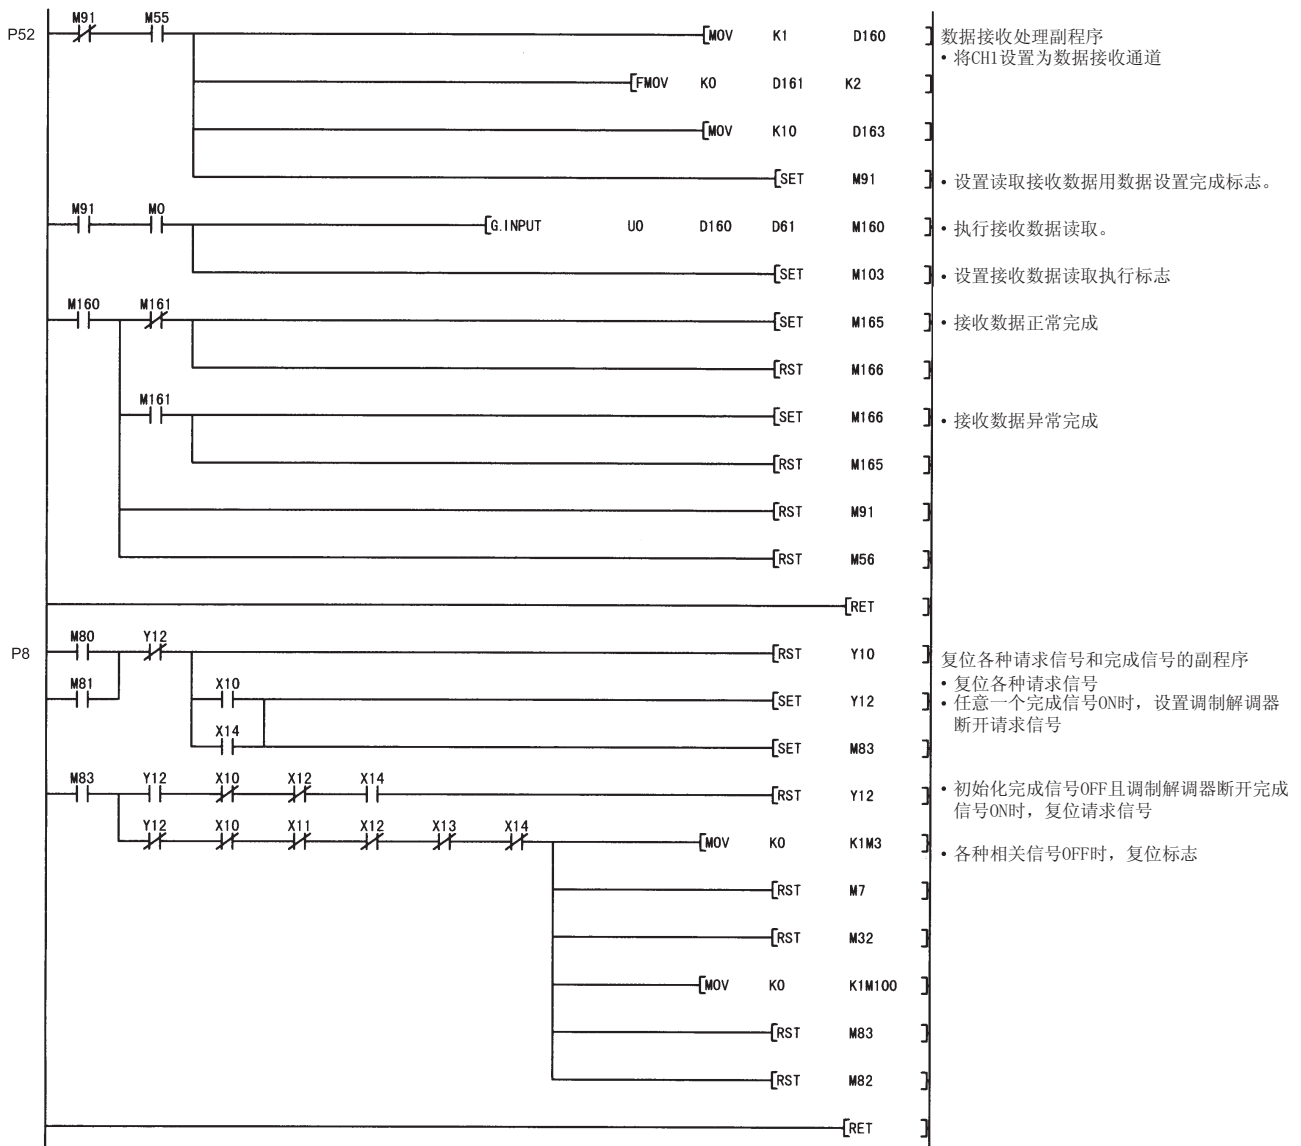 M91 M55
P52 [MOV K1 D160 ] 数据接收处理副程序
• 将CH1设置为数据接收通道
[FMOV K0 D161 K2 ]
[MOV K10 D163 ]
[SET M91 ] • 设置读取接收数据用数据设置完成标志。
M91 M0
[G.INPUT U0 D160 D61 M160 ] • 执行接收数据读取。
[SET M103 ] • 设置接收数据读取执行标志
M160 M161
[SET M165 ] • 接收数据正常完成
[RST M166 ]
M161
[SET M166 ] • 接收数据异常完成
[RST M165 ]
[RST M91 ]
[RST M56 ]
[RET ]
M80 Y12
P8 [RST Y10 ] 复位各种请求信号和完成信号的副程序
M81 X10
• 复位各种请求信号
[SET Y12 ] • 任意一个完成信号ON时，设置调制解调器
断开请求信号
X14
[SET M83 ]
M83 Y12 X10 X12 X14
[RST Y12 ] • 初始化完成信号OFF且调制解调器断开完成
信号ON时，复位请求信号
Y12 X10 X11 X12 X13 X14
[MOV K0 K1M3 ]
• 各种相关信号OFF时，复位标志
[RST M7 ]
[RST M32 ]
[MOV K0 K1M100 ]
[RST M83 ]
[RST M82 ]
[RET ]